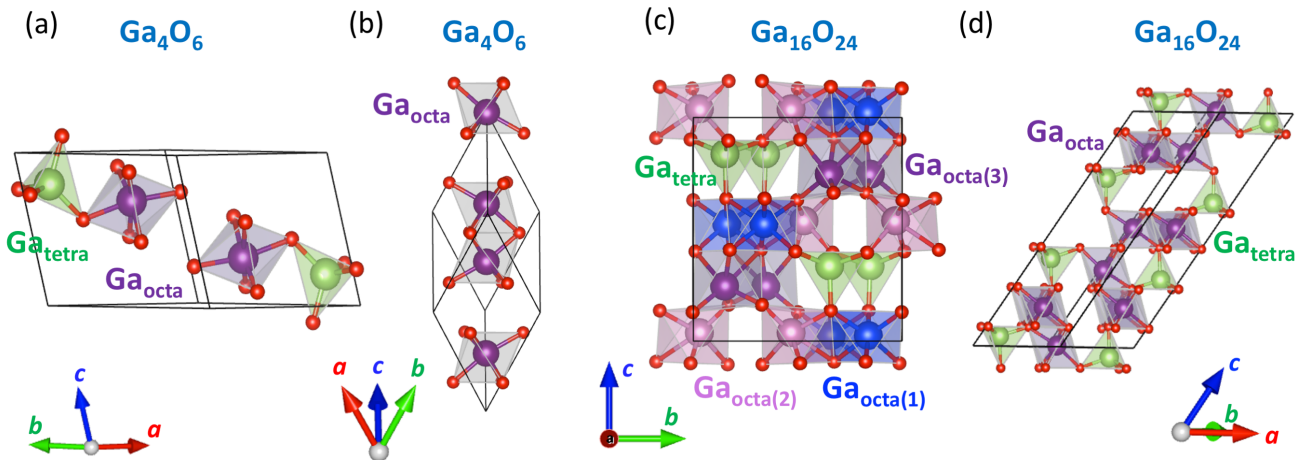 (a)
Ga4O6
Gatetra
Gaocta
c
b
a
(b)
Ga4O6
Gaocta
a
c
b
(c)
Ga16O24
Gatetra
Gaocta(3)
Gaocta(2)
Gaocta(1)
c
a
b
(d)
Ga16O24
Gaocta
Gatetra
c
b
a